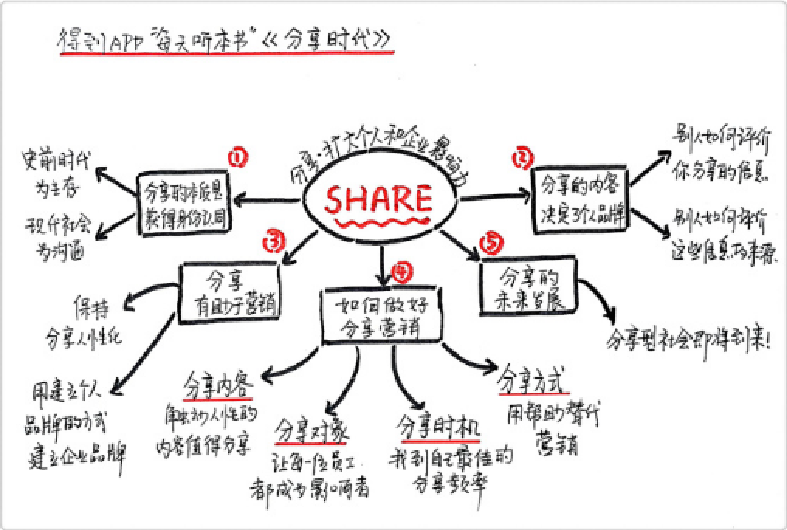 得到APP"每天听本书"《分享时代》
分享·扩大个人和企业影响力
SHARE
①
分享的本质是
获得身份认同
史前时代
为生存
现代社会
为沟通
②
分享的内容
决定个人品牌
别人如何评价
你分享的信息
别人如何评价
这些信息的来源
③
分享
有助于营销
保持
分享人性化
用建立个人
品牌的方式
建立企业品牌
④
如何做好
分享营销
分享内容
触动人性的
内容值得分享
分享对象
让每一位员工
都成为影响者
分享时机
找到自己最佳的
分享频率
分享方式
用帮助替代
营销
⑤
分享的
未来发展
分享型社会即将到来!